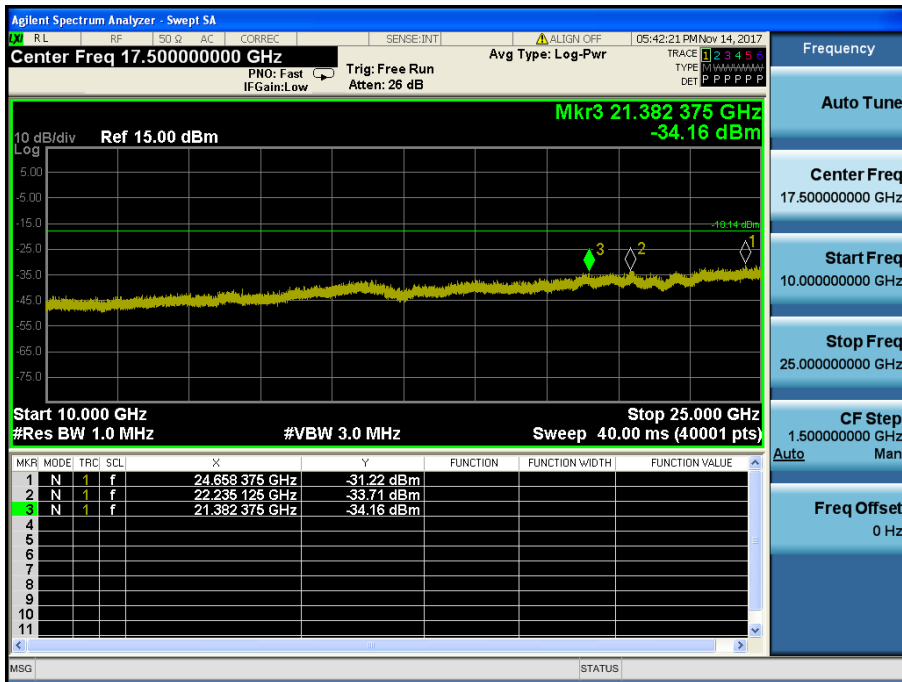 Agilent Spectrum Analyzer - Swept SA
LXI RL RF 50 Ω AC CORREC SENSE:INT ALIGN OFF 05:42:21 PM Nov 14, 2017
Center Freq 17.500000000 GHz
PNO: Fast
IFGain:Low
Trig: Free Run
Atten: 26 dB
Avg Type: Log-Pwr
TRACE 1 2 3 4 5 6
TYPE M W W W W W
DET P P P P P P
Mkr3 21.382 375 GHz
-34.16 dBm
10 dB/div Ref 15.00 dBm
Log
5.00
-5.00
-15.0
-25.0
-35.0
-45.0
-55.0
-65.0
-75.0
3
2
1
Start 10.000 GHz Stop 25.000 GHz
#Res BW 1.0 MHz #VBW 3.0 MHz Sweep 40.00 ms (40001 pts)
MKR MODE TRC SCL X Y FUNCTION FUNCTION WIDTH FUNCTION VALUE
1 N 1 f 24.658 375 GHz -31.22 dBm
2 N 1 f 22.235 125 GHz -33.71 dBm
3 N 1 f 21.382 375 GHz -34.16 dBm
4
5
6
7
8
9
10
11
MSG STATUS
Frequency
Auto Tune
Center Freq
17.500000000 GHz
Start Freq
10.000000000 GHz
Stop Freq
25.000000000 GHz
CF Step
1.500000000 GHz
Auto Man
Freq Offset
0 Hz